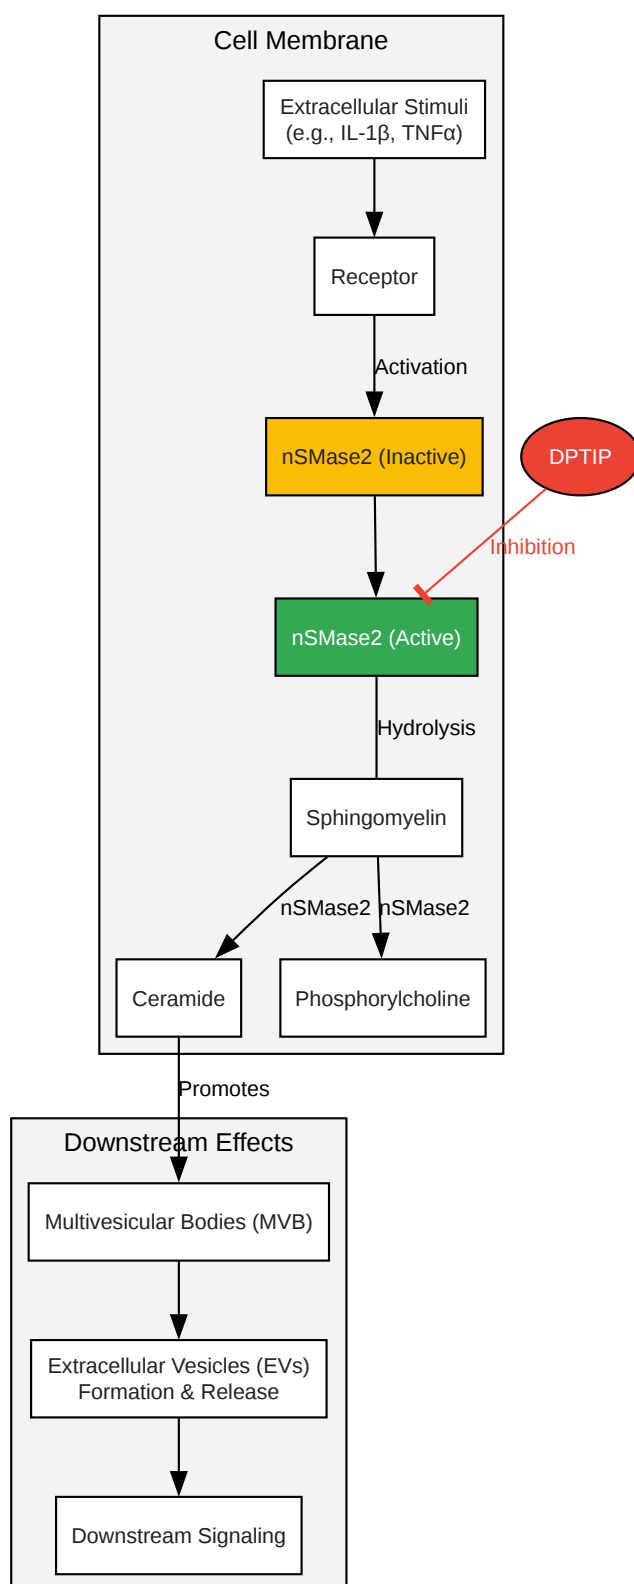 Cell Membrane
Extracellular Stimuli
(e.g., IL-1β, TNFα)
Receptor
Activation
nSMase2 (Inactive)
DPTIP
Inhibition
nSMase2 (Active)
Hydrolysis
Sphingomyelin
nSMase2
nSMase2
Ceramide
Phosphorylcholine
Promotes
Downstream Effects
Multivesicular Bodies (MVB)
Extracellular Vesicles (EVs)
Formation & Release
Downstream Signaling